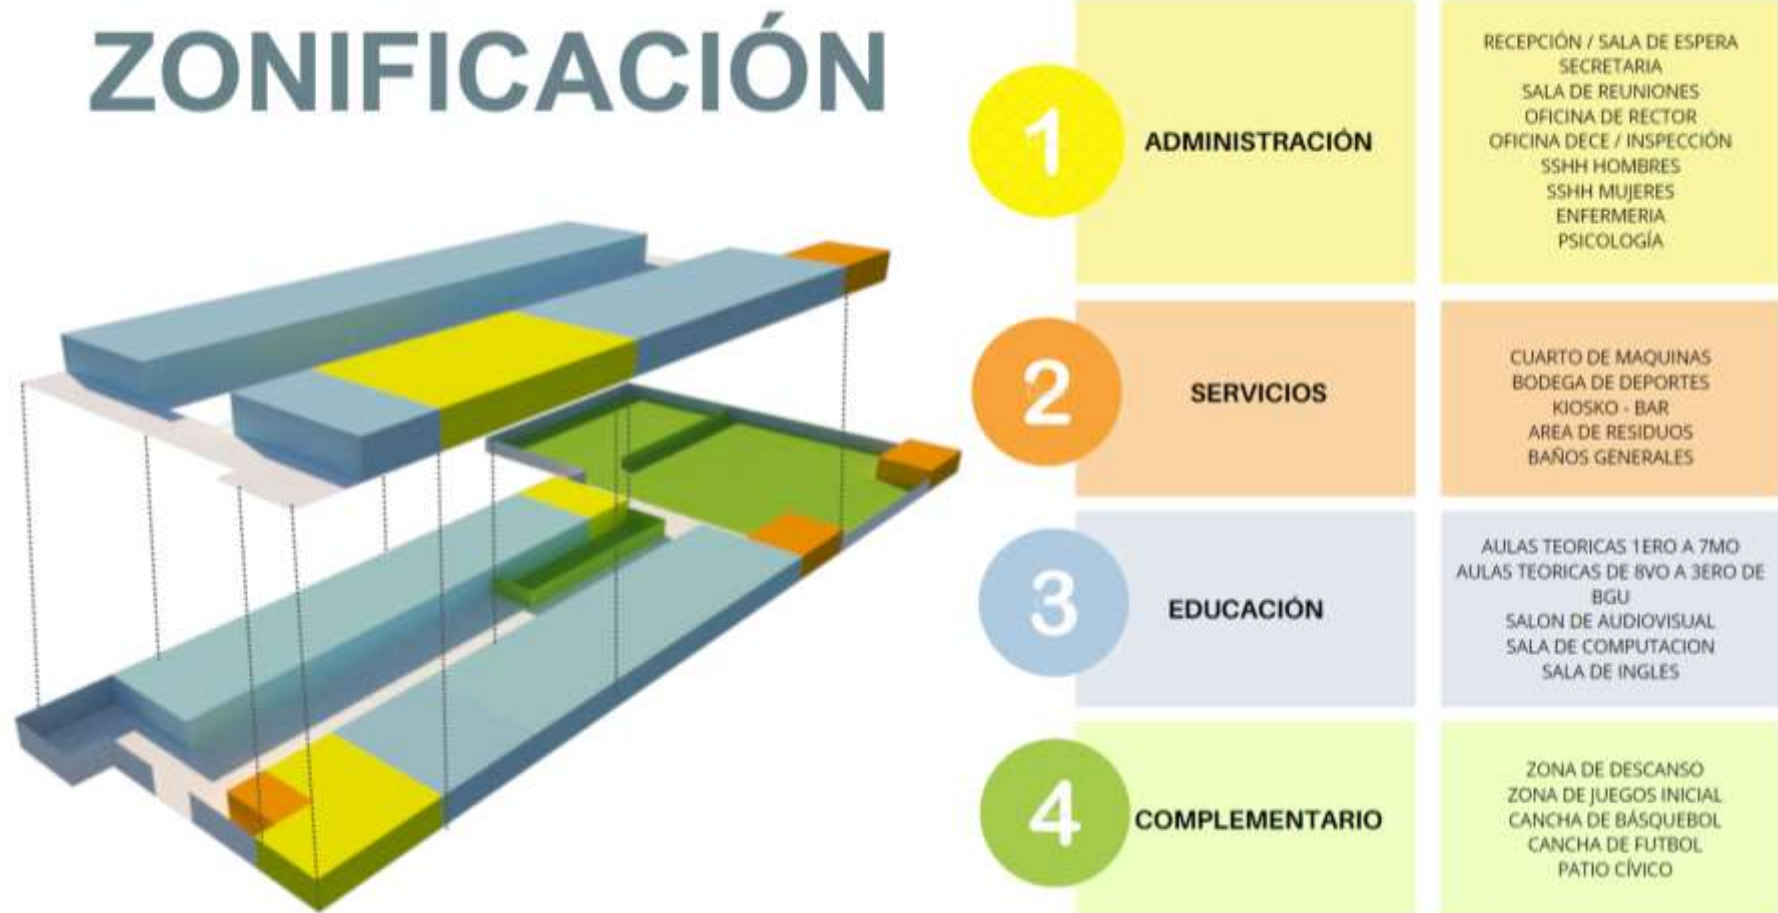 ZONIFICACIÓN
1
ADMINISTRACIÓN
RECEPCIÓN / SALA DE ESPERA
SECRETARIA
SALA DE REUNIONES
OFICINA DE RECTOR
OFICINA DECE / INSPECCIÓN
SSHH HOMBRES
SSHH MUJERES
ENFERMERIA
PSICOLOGÍA
2
SERVICIOS
CUARTO DE MAQUINAS
BODEGA DE DEPORTES
KIOSKO - BAR
AREA DE RESIDUOS
BAÑOS GENERALES
3
EDUCACIÓN
AULAS TEORICAS 1ERO A 7MO
AULAS TEORICAS DE 8VO A 3ERO DE
BGU
SALON DE AUDIOVISUAL
SALA DE COMPUTACION
SALA DE INGLES
4
COMPLEMENTARIO
ZONA DE DESCANSO
ZONA DE JUEGOS INICIAL
CANCHA DE BÁSQUEBOL
CANCHA DE FUTBOL
PATIO CÍVICO